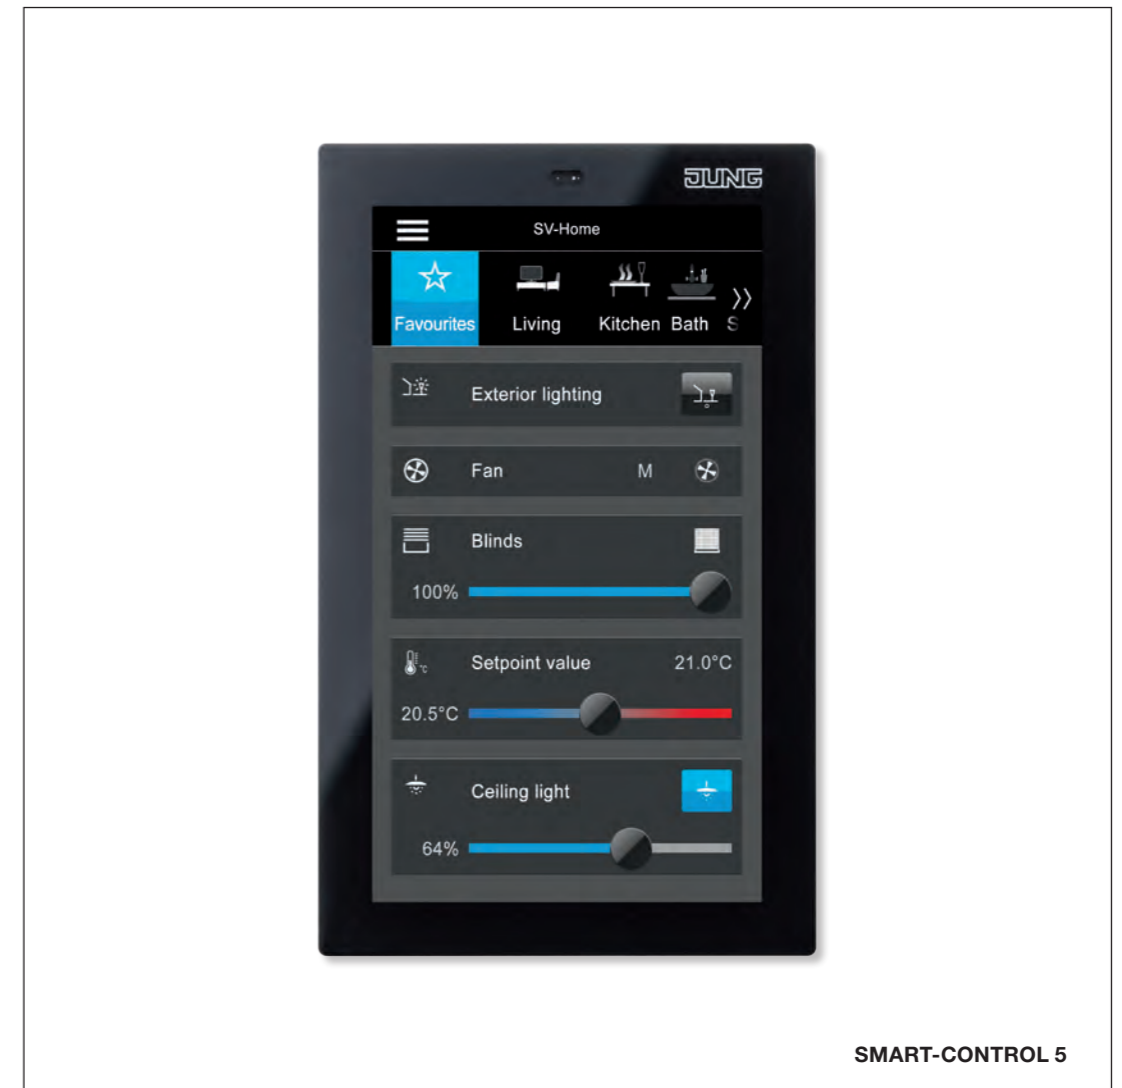 JUNG
SV-Home
Favourites Living Kitchen Bath S
Exterior lighting
Fan M
Blinds
100%
°C
Setpoint value 21.0°C
20.5°C
Ceiling light
64%
SMART-CONTROL 5